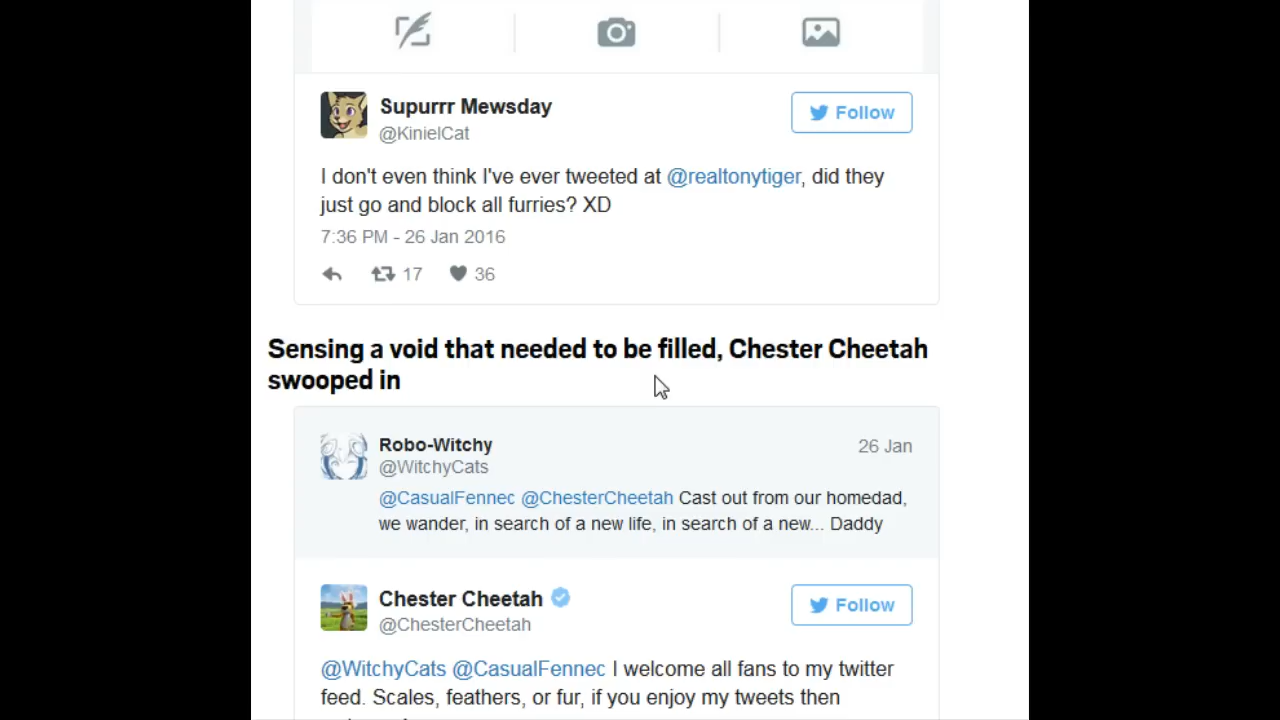 Supurrr Mewsday
@KinielCat
Follow
I don't even think I've ever tweeted at @realtonytiger, did they
just go and block all furries? XD
7:36 PM - 26 Jan 2016
17 36
Sensing a void that needed to be filled, Chester Cheetah
swooped in
Robo-Witchy
26 Jan
@WitchyCats
@CasualFennec @ChesterCheetah Cast out from our homedad,
we wander, in search of a new life, in search of a new... Daddy
Chester Cheetah
@ChesterCheetah
Follow
@WitchyCats @CasualFennec I welcome all fans to my twitter
feed. Scales, feathers, or fur, if you enjoy my tweets then